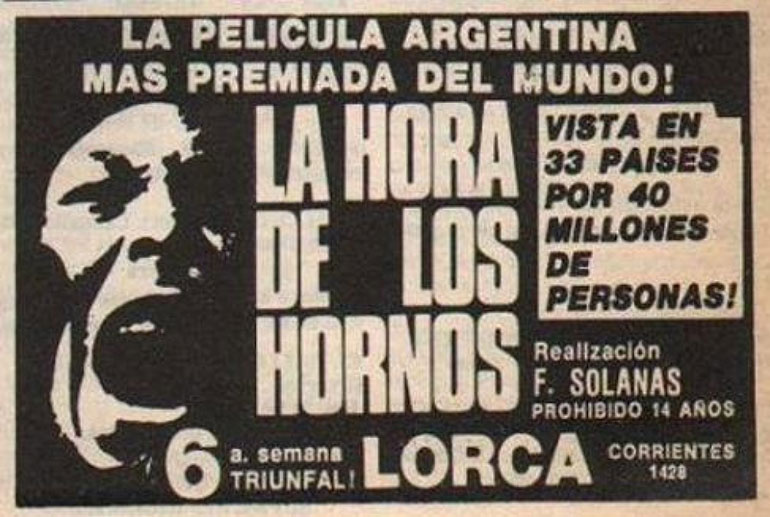 LA PELICULA ARGENTINA
MAS PREMIADA DEL MUNDO!
LA HORA
DE LOS
HORNOS
VISTA EN
33 PAISES
POR 40
MILLONES
DE
PERSONAS!
Realización
F. SOLANAS
PROHIBIDO 14 AÑOS
6 a. semana
TRIUNFAL!
LORCA
CORRIENTES
1428